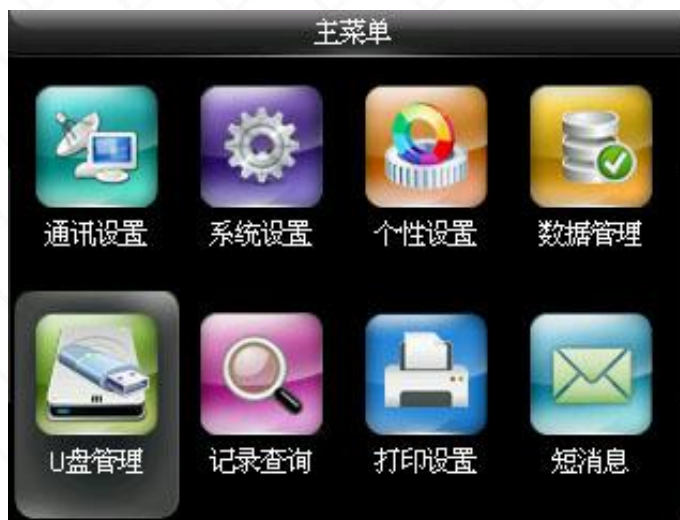 主菜单
通讯设置
系统设置
个性设置
数据管理
U盘管理
记录查询
打印设置
短消息